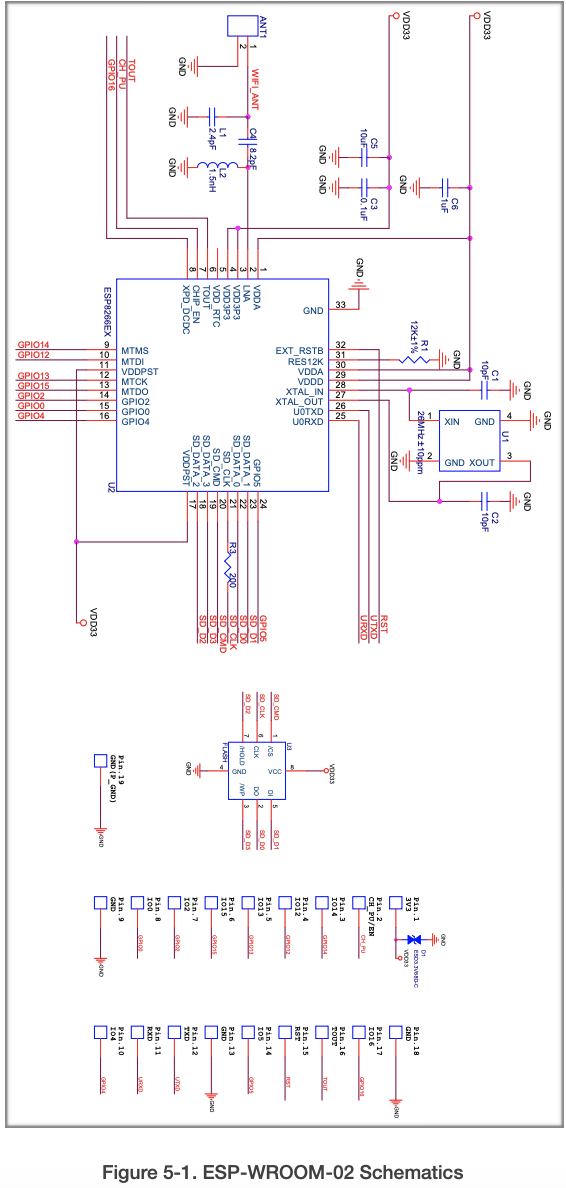 ANT1
1
2
GND
WIFI_ANT
L1
2.4pF
GND
C4
8.2pF
L2
1.5nH
GND
TOUT
CH_PU
GPIO16
VDD33
VDD33
C5
10uF
GND
C3
0.1uF
GND
C6
1uF
GND
8
7
6
5
4
3
2
1
XPD_DCDC
CHIP_EN
TOUT
VDD_RTC
VDD3P3
VDD3P3
LNA
VDDA
ESP8266EX
U2
GND
33
GND
GPIO14
9
MTMS
GPIO12
10
MTDI
11
VDDPST
GPIO13
12
MTCK
GPIO15
13
MTDO
GPIO2
14
GPIO2
GPIO0
15
GPIO0
GPIO4
16
GPIO4
EXT_RSTB
32
RES12K
31
VDDA
30
VDDD
29
XTAL_IN
28
XTAL_OUT
27
U0TXD
26
U0RXD
25
R1
12K±1%
GND
C1
10pF
GND
26MHz±10ppm
U1
1
XIN
GND
4
GND
2
GND
XOUT
3
GND
C2
10pF
GND
VDDPST
SD_DATA_2
SD_DATA_3
SD_CMD
SD_CLK
SD_DATA_0
SD_DATA_1
GPIO5
17
18
19
20
21
22
23
24
R3
200
SD_D2
SD_D3
SD_CMD
SD_CLK
SD_D0
SD_D1
GPIO5
URXD
UTXD
RST
VDD33
SD_D2
SD_CLK
SD_CMD
7
6
1
U3
FLASH
/HOLD
CLK
/CS
GND
4
GND
VCC
8
VDD33
/WP
DO
DI
3
2
5
SD_D3
SD_D0
SD_D1
Pin.19
GND(P_GND)
GND
Pin.9
GND
GND
Pin.8
IO0
GPIO0
Pin.7
IO2
GPIO2
Pin.6
IO15
GPIO15
Pin.5
IO13
GPIO13
Pin.4
IO12
GPIO12
Pin.3
IO14
GPIO14
Pin.2
CH_PU/EN
CH_PU
Pin.1
3V3
D1
GND
VDD33
Pin.10
IO4
GPIO4
Pin.11
RXD
URXD
Pin.12
TXD
UTXD
Pin.13
GND
GND
Pin.14
IO5
GPIO5
Pin.15
RST
RST
Pin.16
TOUT
TOUT
Pin.17
IO16
GPIO16
Pin.18
GND
GND
Figure 5-1. ESP-WROOM-02 Schematics